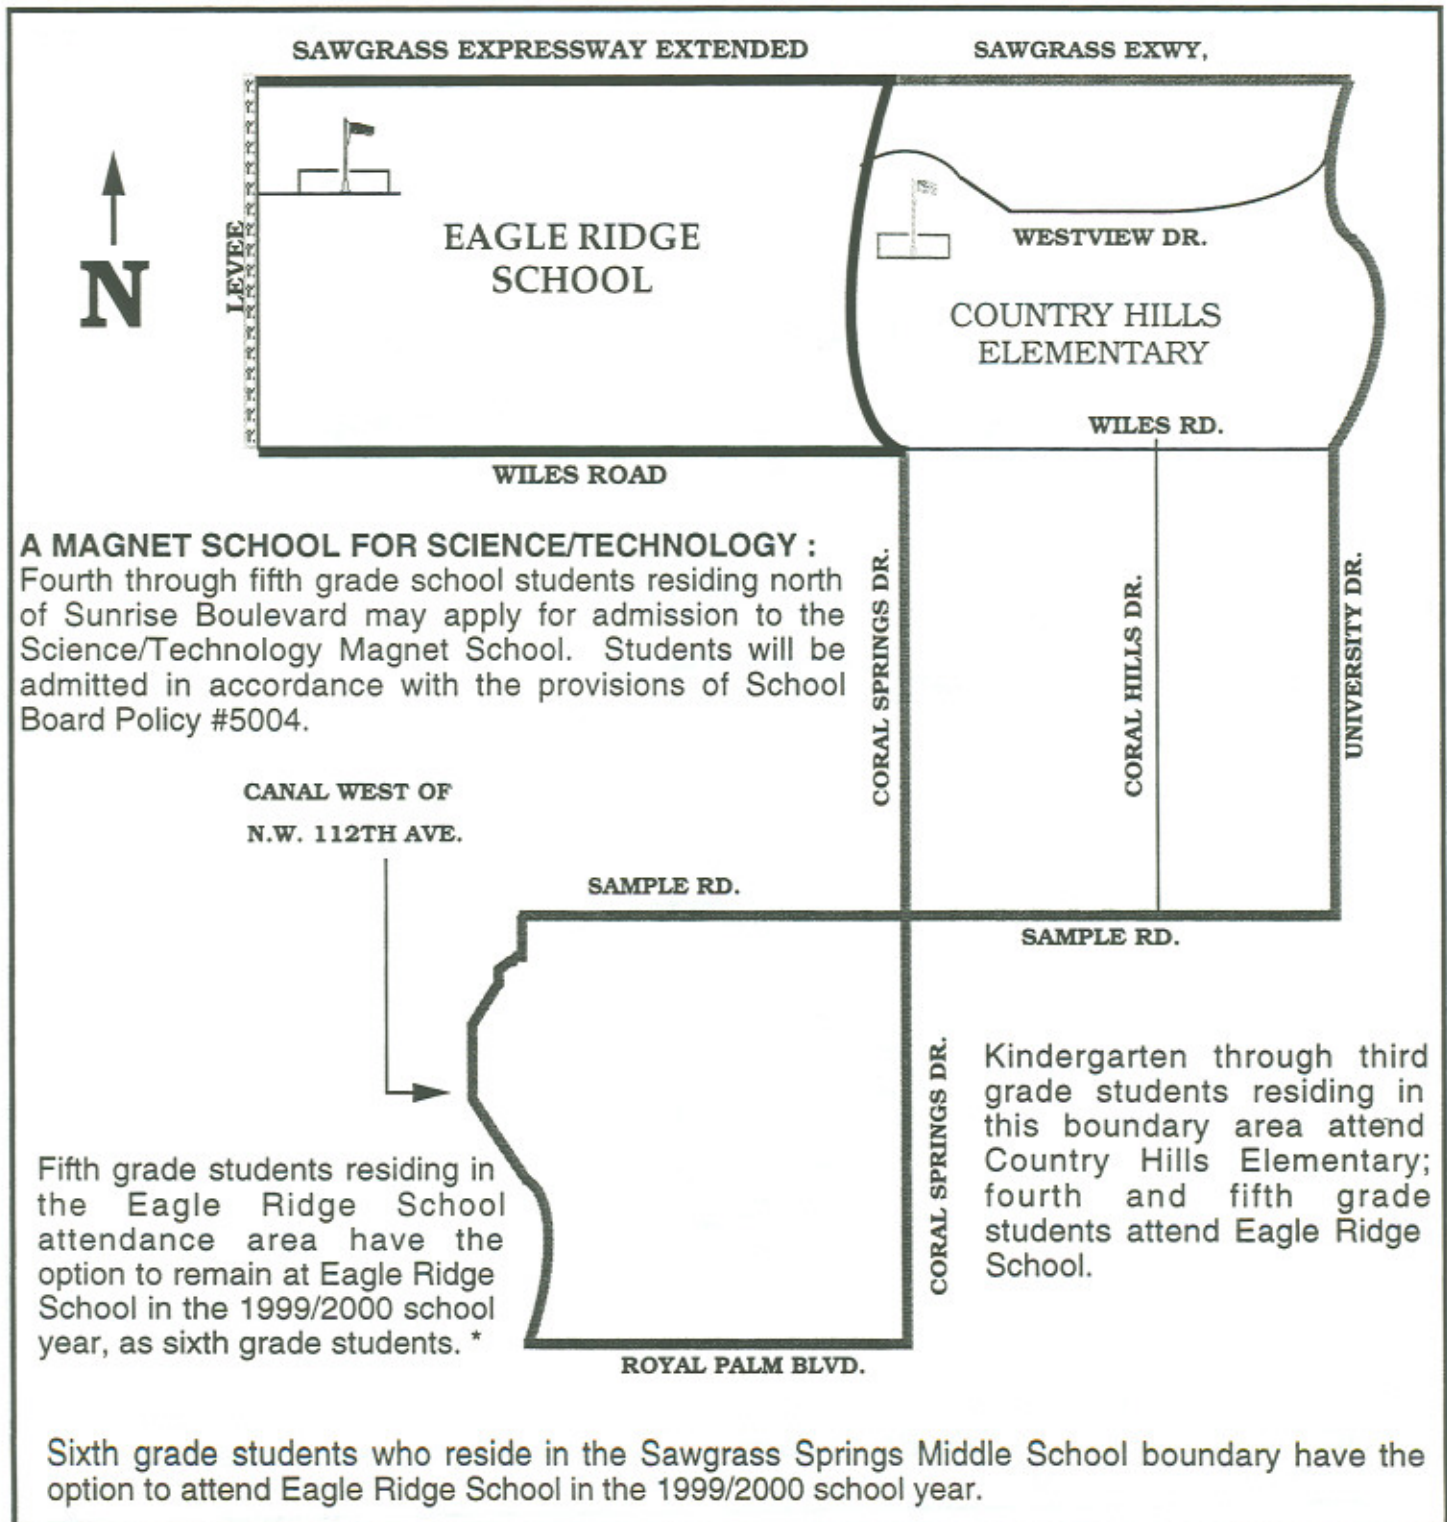 SAWGRASS EXPRESSWAY EXTENDED
SAWGRASS EXWY,
N
LEVEE
EAGLE RIDGE
SCHOOL
WESTVIEW DR.
COUNTRY HILLS
ELEMENTARY
WILES RD.
WILES ROAD
A MAGNET SCHOOL FOR SCIENCE/TECHNOLOGY :
Fourth through fifth grade school students residing north
of Sunrise Boulevard may apply for admission to the
Science/Technology Magnet School. Students will be
admitted in accordance with the provisions of School
Board Policy #5004.
CORAL SPRINGS DR.
CORAL HILLS DR.
UNIVERSITY DR.
CANAL WEST OF
N.W. 112TH AVE.
SAMPLE RD.
SAMPLE RD.
CORAL SPRINGS DR.
Kindergarten through third
grade students residing in
this boundary area attend
Country Hills Elementary;
fourth and fifth grade
students attend Eagle Ridge
School.
Fifth grade students residing in
the Eagle Ridge School
attendance area have the
option to remain at Eagle Ridge
School in the 1999/2000 school
year, as sixth grade students. *
ROYAL PALM BLVD.
Sixth grade students who reside in the Sawgrass Springs Middle School boundary have the
option to attend Eagle Ridge School in the 1999/2000 school year.